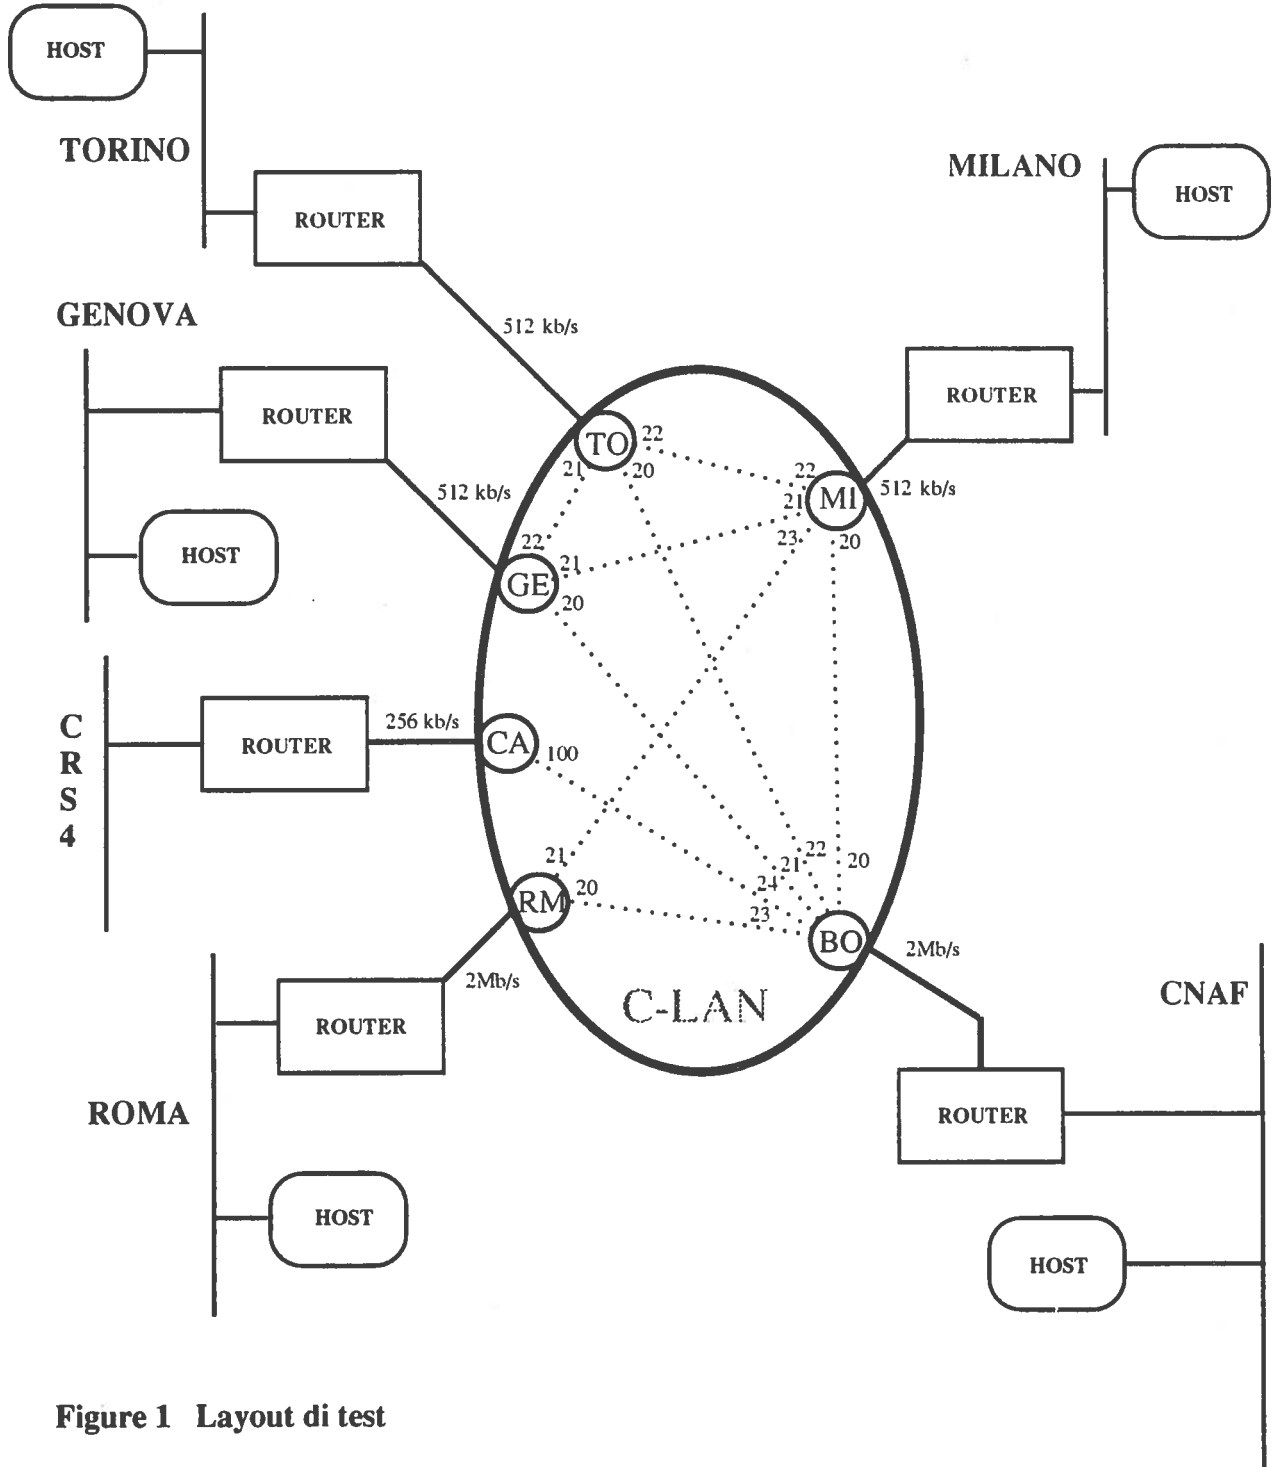 HOST
TORINO
MILANO
HOST
ROUTER
GENOVA
512 kb/s
ROUTER
ROUTER
TO
22
21
20
22
MI
21
23
20
512 kb/s
512 kb/s
HOST
22
21
GE
20
C
R
S
4
ROUTER
256 kb/s
CA
100
21
RM
20
22
20
21
24
23
BO
2Mb/s
2Mb/s
C-LAN
CNAF
ROUTER
ROMA
ROUTER
HOST
HOST
Figure 1 Layout di test